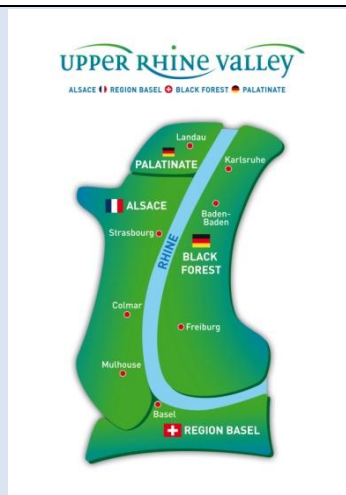 UPPER RHINE VALLEY
ALSACE REGION BASEL BLACK FOREST PALATINATE
Landau
PALATINATE
Karlsruhe
ALSACE
Baden-
Baden
Strasbourg
RHINE
BLACK
FOREST
Colmar
Freiburg
Mulhouse
Basel
REGION BASEL